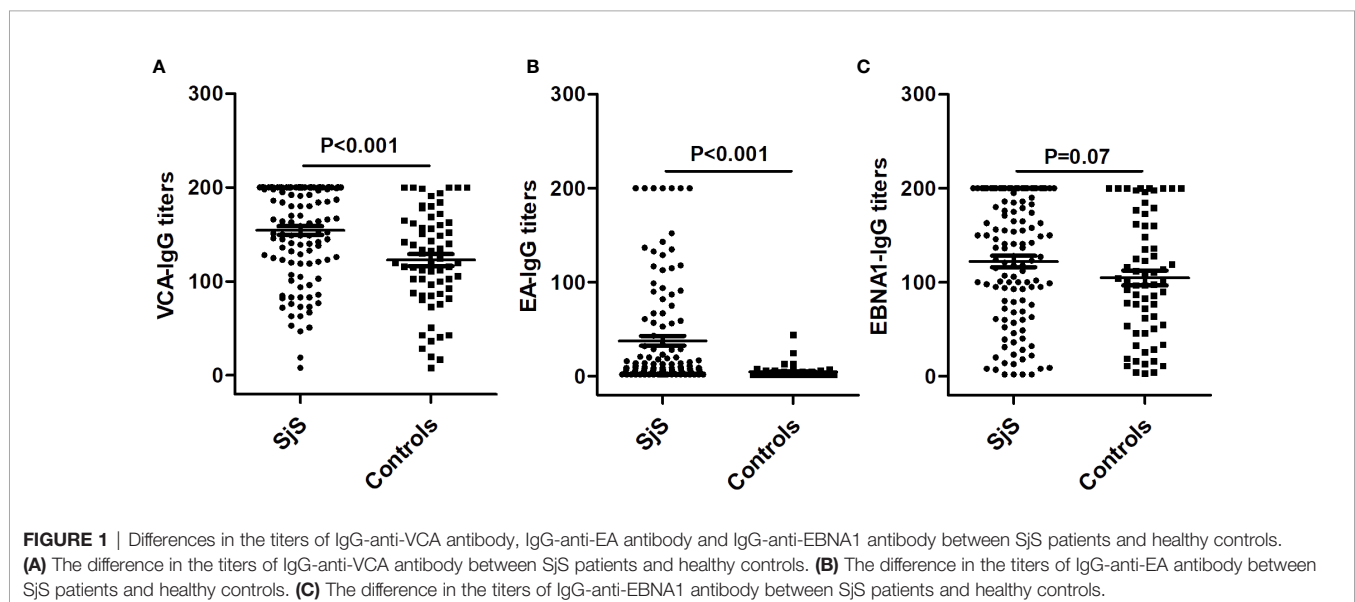 A
B
C
VCA-IgG titers
300
200
100
0
P<0.001
SjS
Controls
EA-IgG titers
300
200
100
0
P<0.001
SjS
Controls
EBNA1-IgG titers
300
200
100
0
P=0.07
SjS
Controls
FIGURE 1 | Differences in the titers of IgG-anti-VCA antibody, IgG-anti-EA antibody and IgG-anti-EBNA1 antibody between SjS patients and healthy controls.
(A) The difference in the titers of IgG-anti-VCA antibody between SjS patients and healthy controls. (B) The difference in the titers of IgG-anti-EA antibody between
SjS patients and healthy controls. (C) The difference in the titers of IgG-anti-EBNA1 antibody between SjS patients and healthy controls.